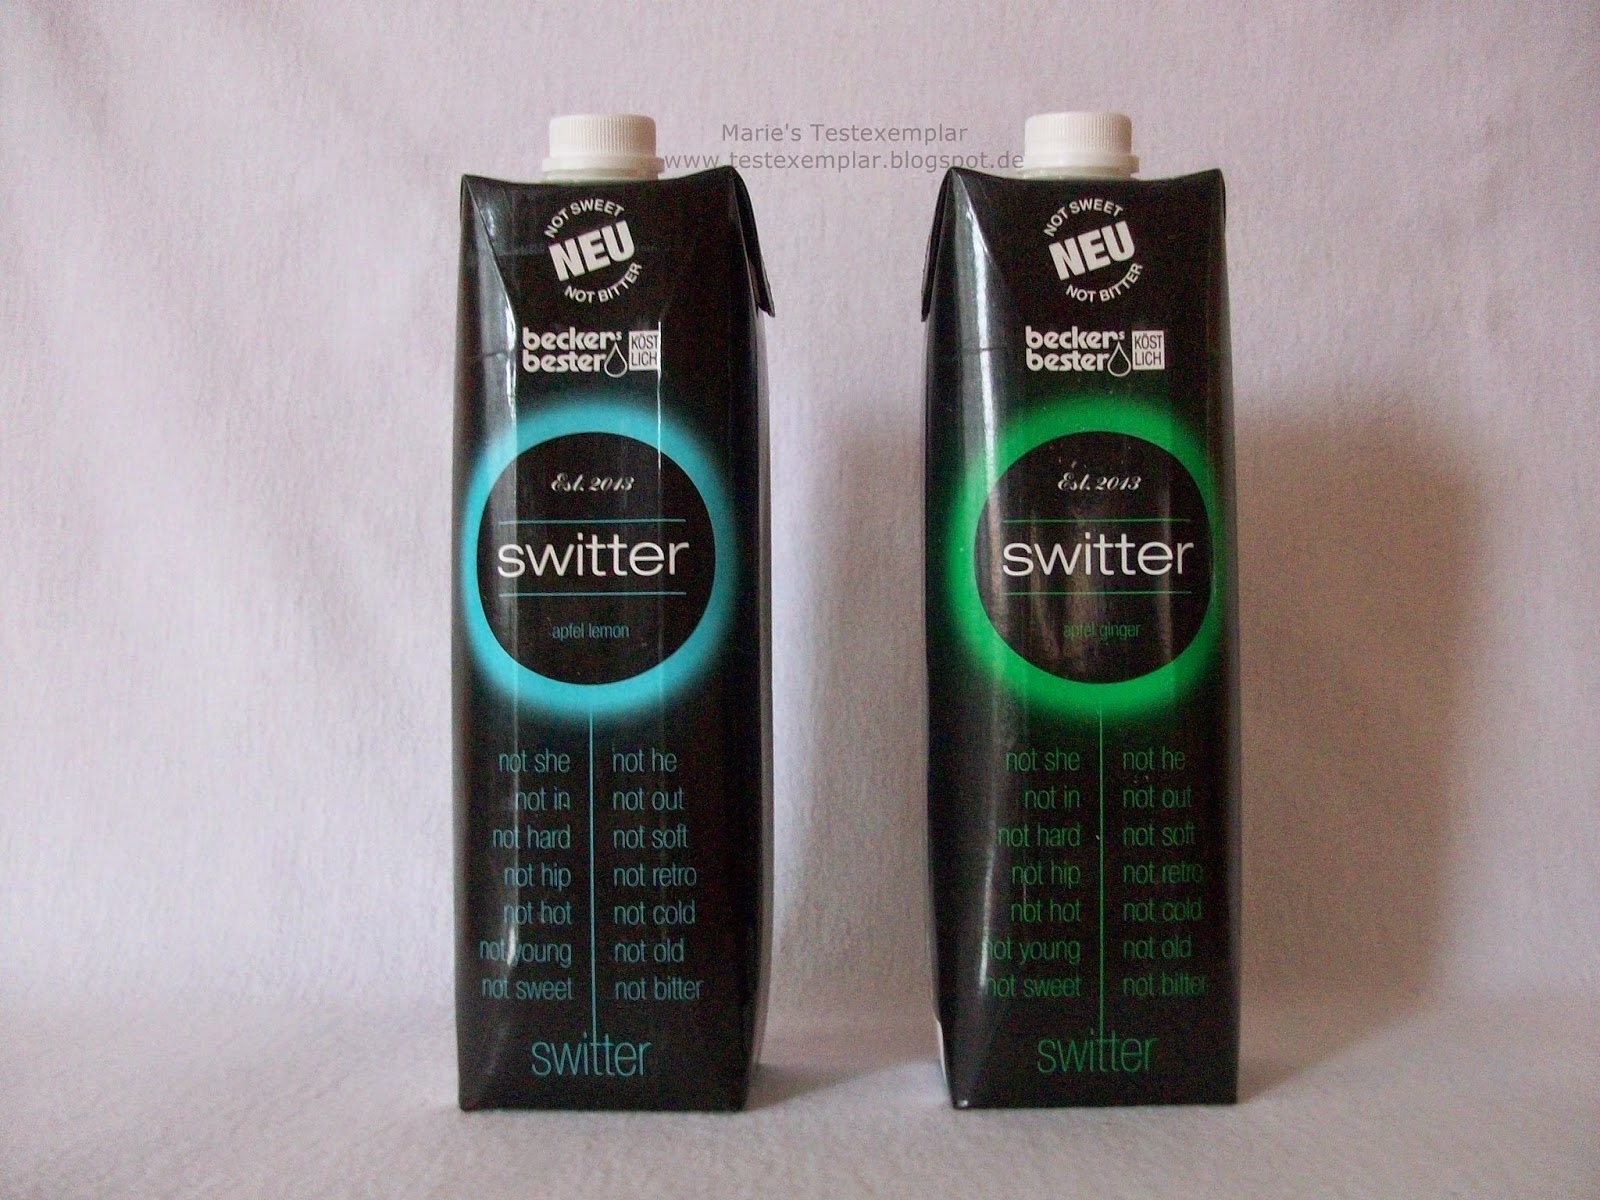 Marie's Testexemplar
www.testexemplar.blogspot.de
NOT SWEET
NEU
NOT BITTER
beckers
bester
KÖST
LICH
Est. 2013
switter
apfel lemon
not she not he
not in not out
not hard not soft
not hip not retro
not hot not cold
not young not old
not sweet not bitter
switter
NOT SWEET
NEU
NOT BITTER
beckers
bester
KÖST
LICH
Est. 2013
switter
apfel ginger
not she not he
not in not out
not hard not soft
not hip not retro
not hot not cold
not young not old
not sweet not bitter
switter